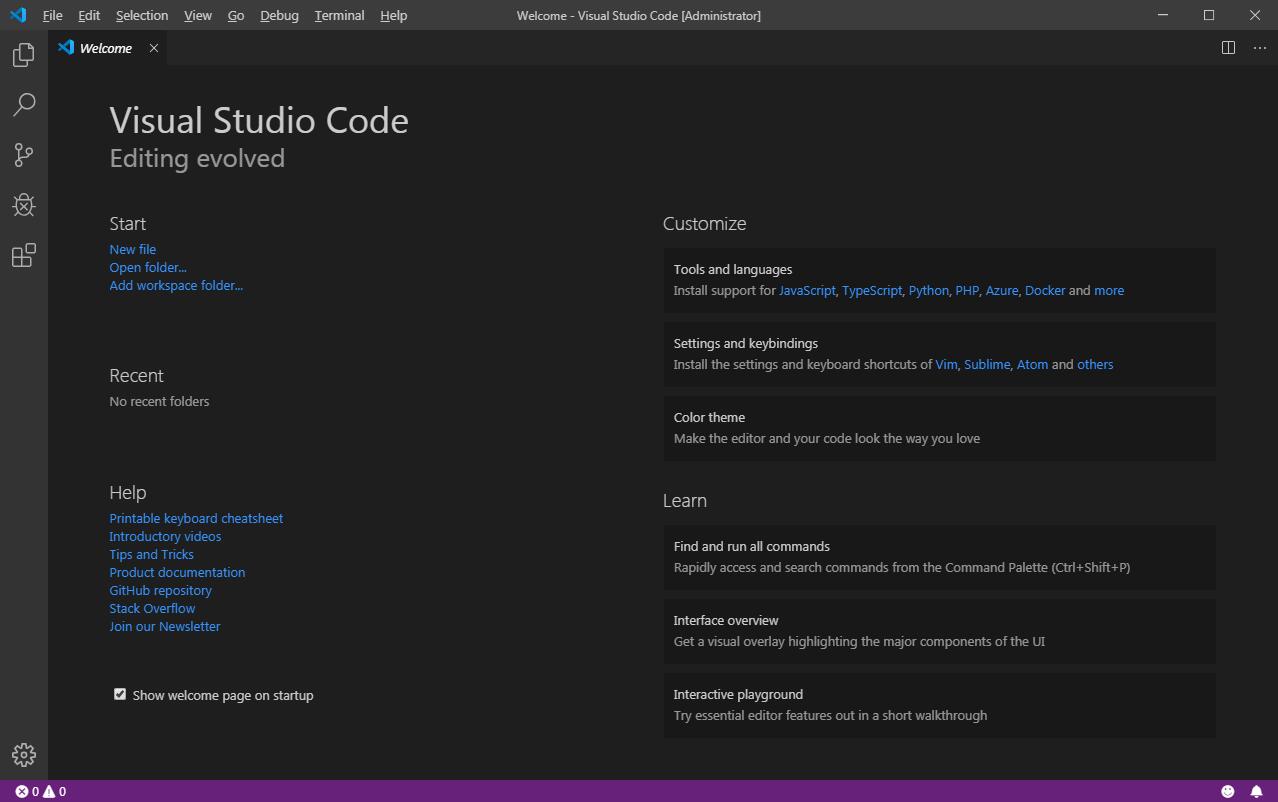 File Edit Selection View Go Debug Terminal Help Welcome - Visual Studio Code [Administrator]
Welcome
Visual Studio Code
Editing evolved
Start
New file
Open folder...
Add workspace folder...
Recent
No recent folders
Help
Printable keyboard cheatsheet
Introductory videos
Tips and Tricks
Product documentation
GitHub repository
Stack Overflow
Join our Newsletter
Show welcome page on startup
Customize
Tools and languages
Install support for JavaScript, TypeScript, Python, PHP, Azure, Docker and more
Settings and keybindings
Install the settings and keyboard shortcuts of Vim, Sublime, Atom and others
Color theme
Make the editor and your code look the way you love
Learn
Find and run all commands
Rapidly access and search commands from the Command Palette (Ctrl+Shift+P)
Interface overview
Get a visual overlay highlighting the major components of the UI
Interactive playground
Try essential editor features out in a short walkthrough
0 0